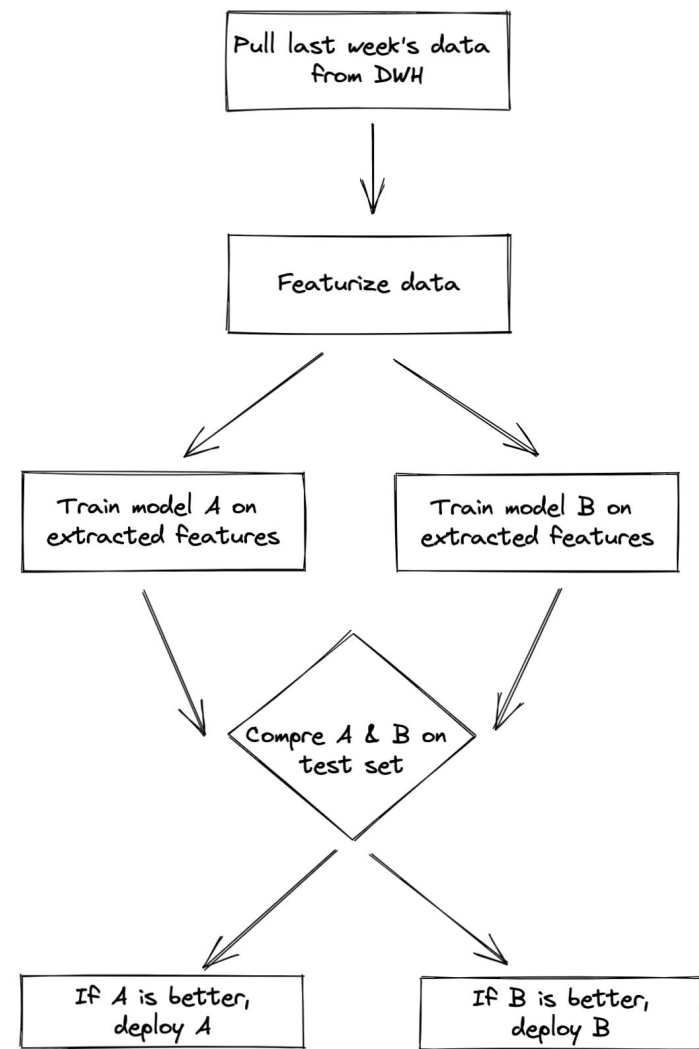 Pull last week's data
from DWH
Featurize data
Train model A on
extracted features
Train model B on
extracted features
Compre A & B on
test set
If A is better,
deploy A
If B is better,
deploy B